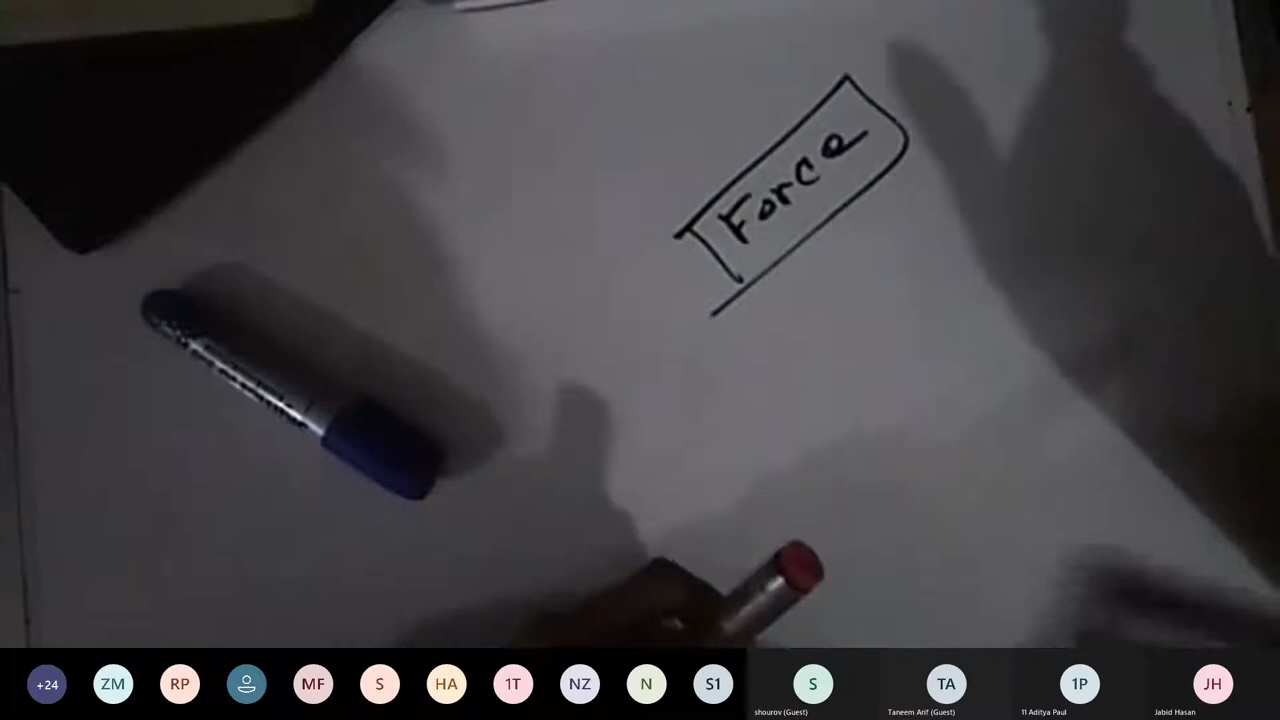 Force
+24
ZM
RP
MF
S
HA
1T
NZ
N
S1
S
TA
1P
JH
shourov (Guest)
Taneem Arif (Guest)
11 Aditya Paul
Jabid Hasan